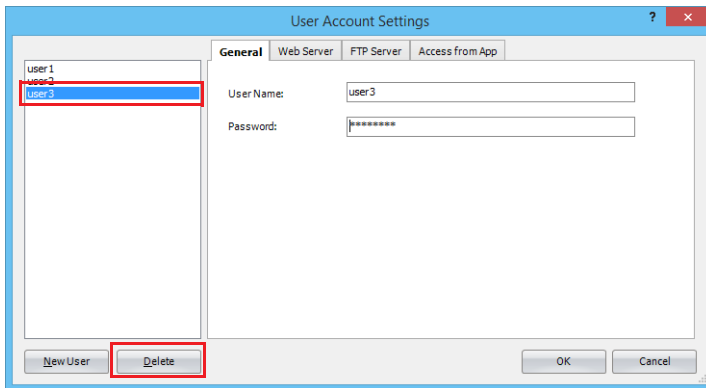 User Account Settings
?
General Web Server FTP Server Access from App
user1
user2
user3
User Name: user3
Password: ********
New User Delete OK Cancel